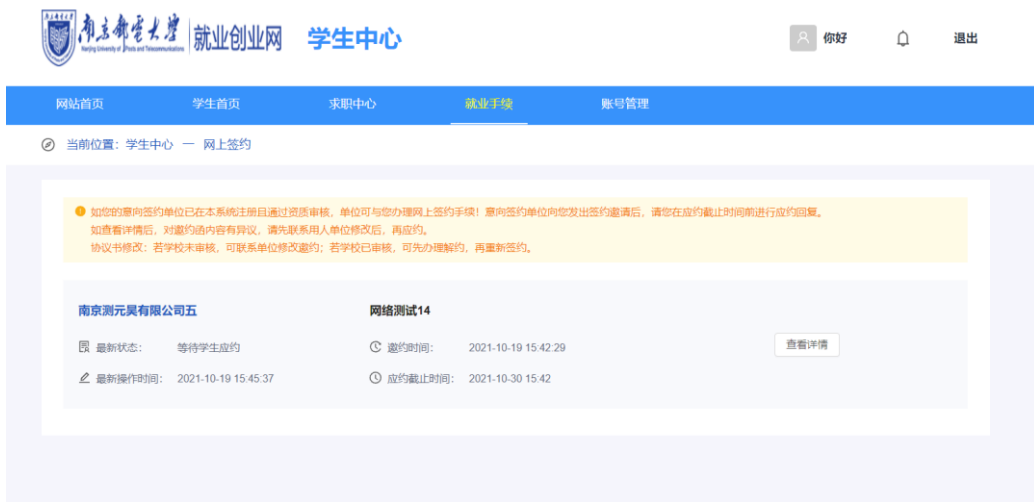 南京邮电大学 就业创业网 学生中心 你好 退出
Nanjing University of Posts and Telecommunications
网站首页 学生首页 求职中心 就业手续 账号管理
当前位置：学生中心 一 网上签约
如您的意向签约单位已在本系统注册且通过资质审核，单位可与您办理网上签约手续！意向签约单位向您发出签约邀请后，请您在应约截止时间前进行应约回复。
如查看详情后，对邀约函内容有异议，请先联系用人单位修改后，再应约。
协议书修改：若学校未审核，可联系单位修改邀约；若学校已审核，可先办理解约，再重新签约。
南京测元昊有限公司五 网络测试14
最新状态： 等待学生应约 邀约时间： 2021-10-19 15:42:29 查看详情
最新操作时间： 2021-10-19 15:45:37 应约截止时间： 2021-10-30 15:42